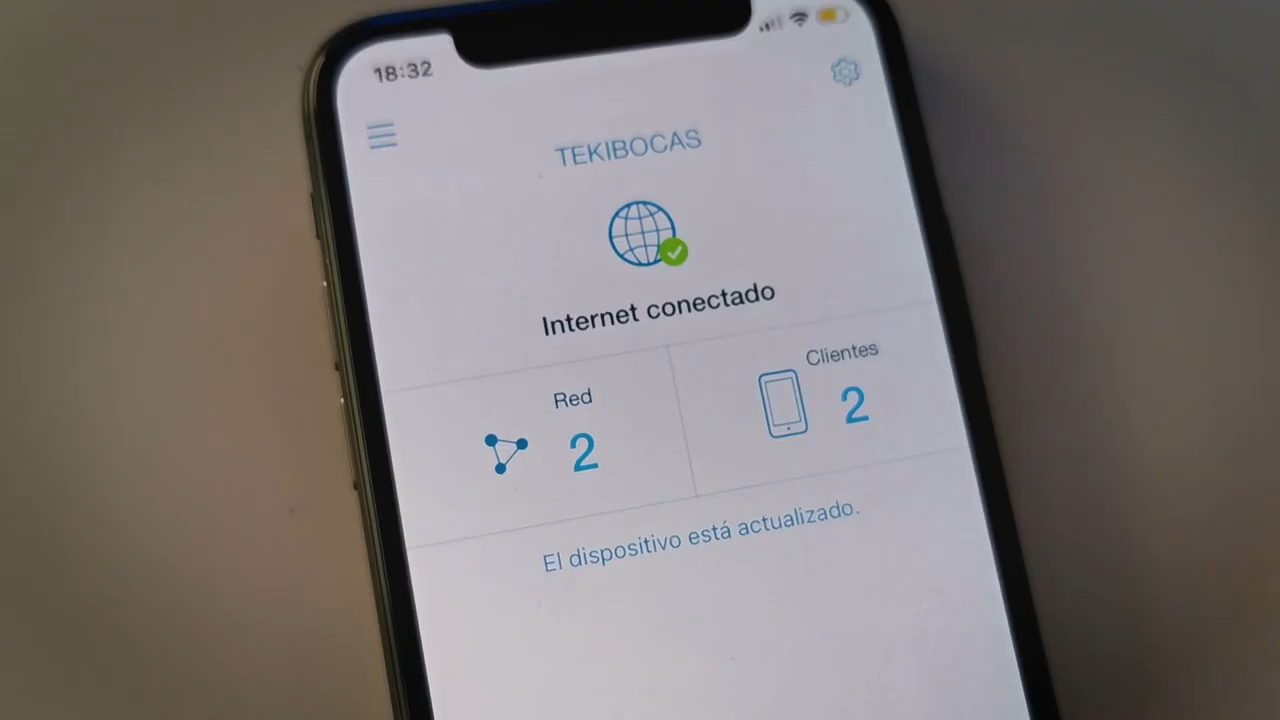 18:32
TEKIBOCAS
Internet conectado
Red
2
Clientes
2
El dispositivo está actualizado.